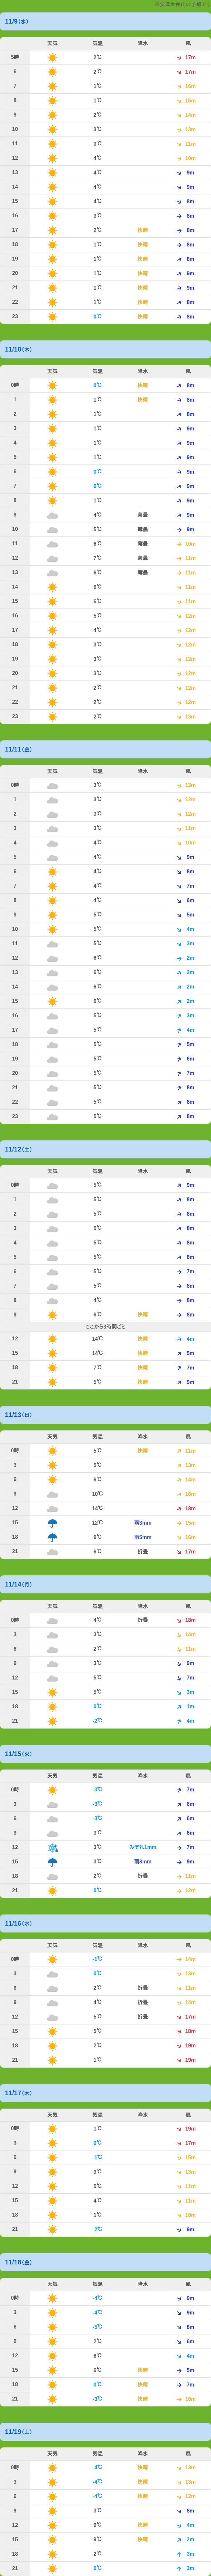 11/9（水）
天気 気温 降水 風
5時 2℃ 17m
6 2℃ 17m
7 1℃ 16m
8 1℃ 15m
9 2℃ 14m
10 3℃ 13m
11 3℃ 11m
12 4℃ 10m
13 4℃ 9m
14 4℃ 9m
15 4℃ 8m
16 3℃ 8m
17 2℃ 快晴 8m
18 1℃ 快晴 8m
19 1℃ 快晴 8m
20 1℃ 快晴 9m
21 1℃ 快晴 8m
22 1℃ 快晴 8m
23 0℃ 快晴 8m
11/10（木）
天気 気温 降水 風
0時 0℃ 快晴 8m
1 1℃ 快晴 8m
2 1℃ 8m
3 1℃ 9m
4 1℃ 9m
5 1℃ 9m
6 0℃ 9m
7 0℃ 9m
8 1℃ 9m
9 4℃ 薄曇 9m
10 5℃ 薄曇 9m
11 6℃ 薄曇 10m
12 7℃ 薄曇 11m
13 6℃ 薄曇 11m
14 6℃ 11m
15 6℃ 11m
16 5℃ 12m
17 4℃ 12m
18 3℃ 12m
19 3℃ 12m
20 3℃ 12m
21 2℃ 12m
22 2℃ 12m
23 2℃ 13m
11/11（金）
天気 気温 降水 風
0時 3℃ 13m
1 3℃ 12m
2 3℃ 12m
3 3℃ 11m
4 4℃ 10m
5 4℃ 9m
6 4℃ 8m
7 4℃ 7m
8 4℃ 6m
9 5℃ 5m
10 5℃ 4m
11 5℃ 3m
12 6℃ 2m
13 6℃ 2m
14 6℃ 2m
15 6℃ 2m
16 5℃ 3m
17 5℃ 4m
18 5℃ 5m
19 5℃ 6m
20 5℃ 7m
21 5℃ 8m
22 5℃ 8m
23 5℃ 8m
11/12（土）
天気 気温 降水 風
0時 5℃ 9m
1 5℃ 8m
2 5℃ 8m
3 5℃ 8m
4 5℃ 8m
5 5℃ 8m
6 5℃ 7m
7 5℃ 8m
8 4℃ 8m
9 6℃ 快晴 8m
ここから3時間ごと
12 14℃ 快晴 4m
15 14℃ 快晴 5m
18 7℃ 快晴 7m
21 5℃ 快晴 9m
11/13（日）
天気 気温 降水 風
0時 5℃ 快晴 11m
3 5℃ 13m
6 6℃ 14m
9 10℃ 16m
12 14℃ 18m
15 12℃ 雨3mm 15m
18 9℃ 雨5mm 16m
21 6℃ 折曇 17m
11/14（月）
天気 気温 降水 風
0時 4℃ 折曇 18m
3 3℃ 14m
6 2℃ 11m
9 3℃ 9m
12 5℃ 7m
15 5℃ 3m
18 0℃ 1m
21 -2℃ 4m
11/15（火）
天気 気温 降水 風
0時 -3℃ 7m
3 -3℃ 6m
6 -3℃ 6m
9 3℃ 6m
12 3℃ みぞれ1mm 7m
15 3℃ 雨3mm 9m
18 2℃ 折曇 11m
21 0℃ 12m
11/16（水）
天気 気温 降水 風
0時 -1℃ 14m
3 0℃ 13m
6 2℃ 折曇 11m
9 4℃ 折曇 14m
12 5℃ 折曇 17m
15 5℃ 18m
18 2℃ 19m
21 1℃ 19m
11/17（木）
天気 気温 降水 風
0時 1℃ 19m
3 0℃ 17m
6 -1℃ 15m
9 3℃ 13m
12 5℃ 11m
15 4℃ 11m
18 1℃ 10m
21 -2℃ 9m
11/18（金）
天気 気温 降水 風
0時 -4℃ 9m
3 -4℃ 9m
6 -5℃ 8m
9 2℃ 6m
12 6℃ 4m
15 6℃ 快晴 5m
18 0℃ 快晴 7m
21 -3℃ 快晴 10m
11/19（土）
天気 気温 降水 風
0時 -4℃ 快晴 13m
3 -4℃ 快晴 13m
6 -4℃ 快晴 12m
9 3℃ 8m
12 9℃ 快晴 4m
15 9℃ 快晴 2m
18 2℃ 3m
21 0℃ 3m